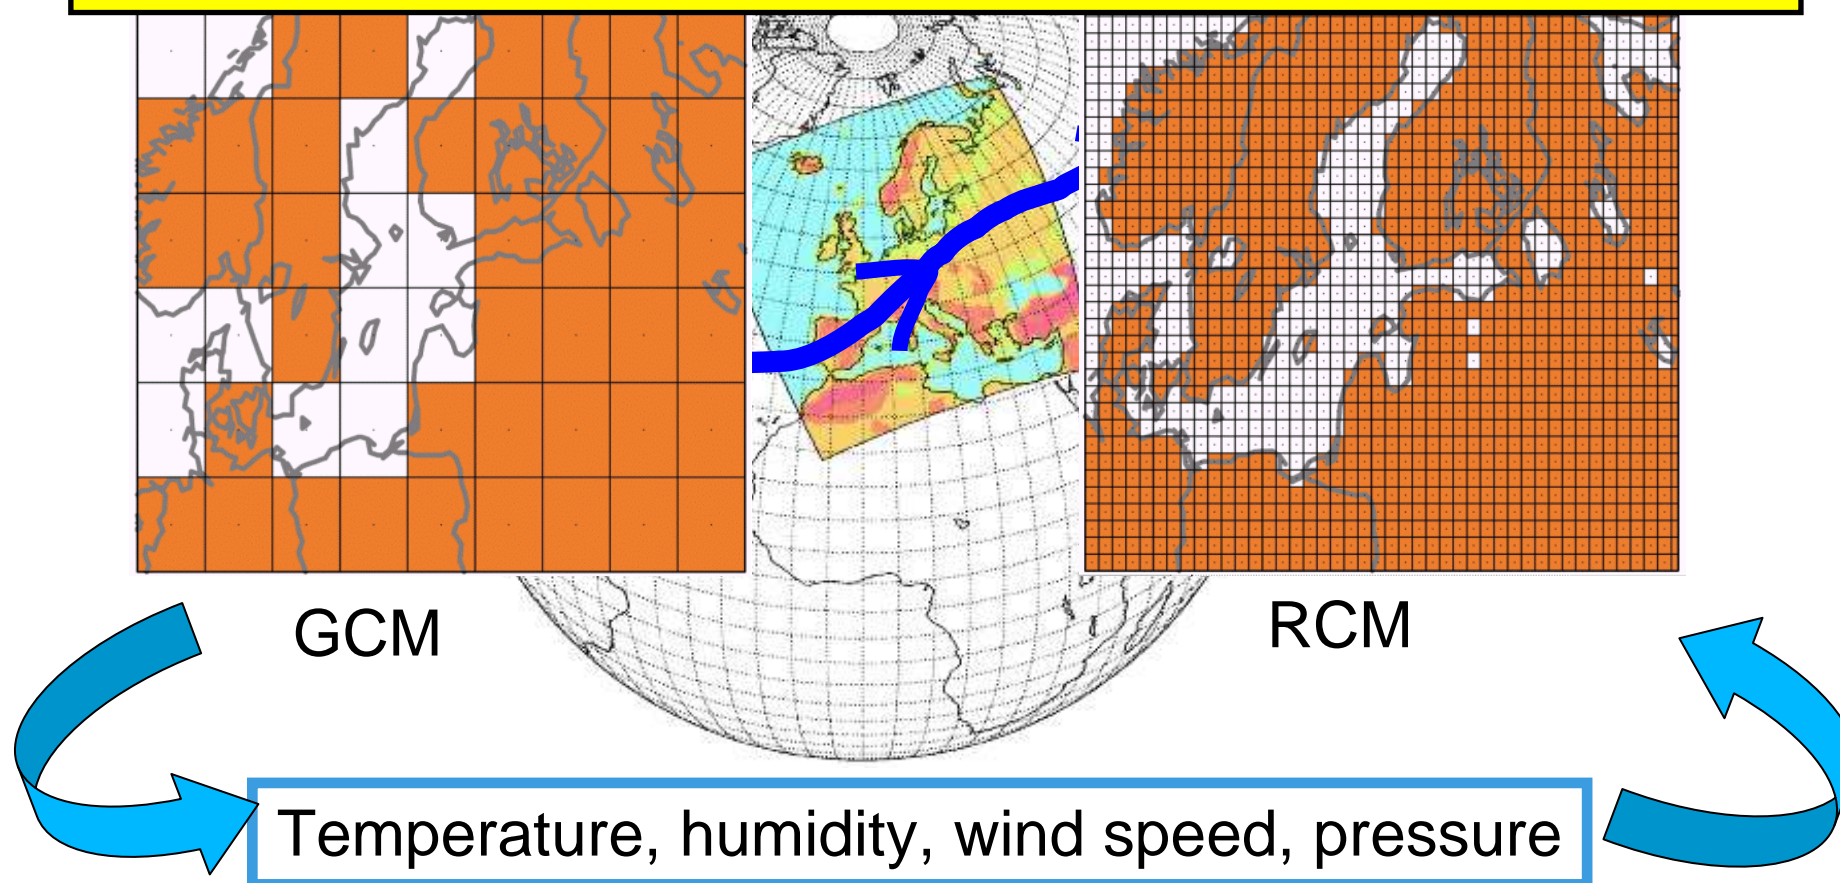 GCM
RCM
Temperature, humidity, wind speed, pressure